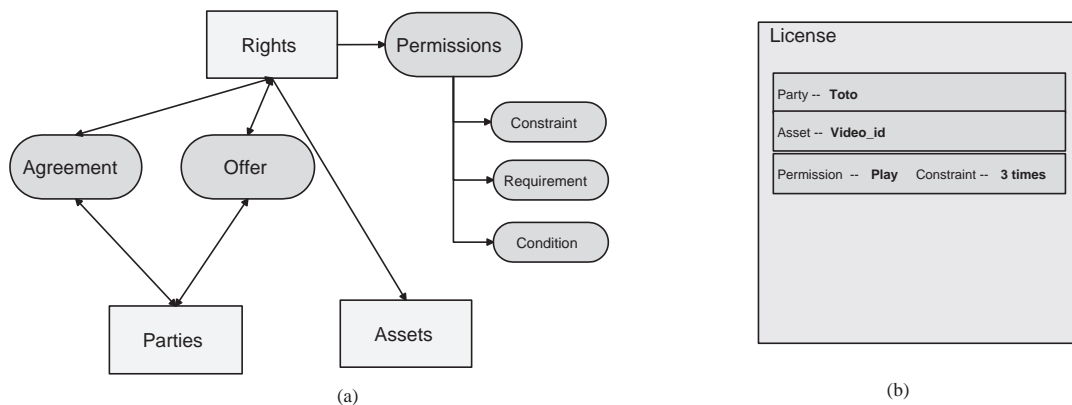 Rights
Permissions
Constraint
Agreement
Offer
Requirement
Condition
Parties
Assets
(a)
License
Party -- Toto
Asset -- Video_id
Permission -- Play Constraint -- 3 times
(b)